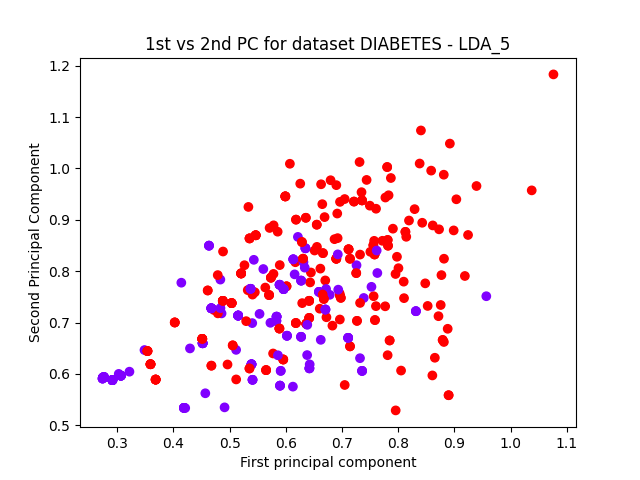 1st vs 2nd PC for dataset DIABETES - LDA_5
Second Principal Component
1.2
1.1
1.0
0.9
0.8
0.7
0.6
0.5
0.3 0.4 0.5 0.6 0.7 0.8 0.9 1.0 1.1
First principal component